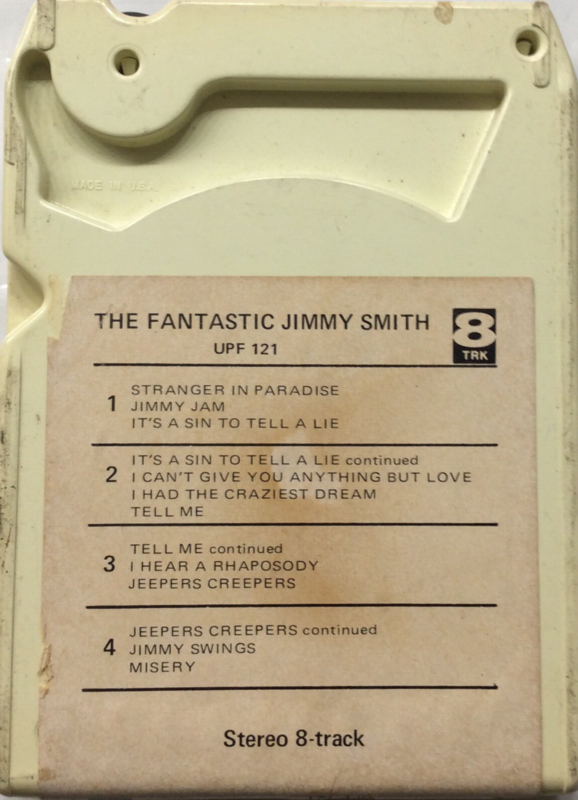 MADE IN U.S.A.
THE FANTASTIC JIMMY SMITH
UPF 121
8
TRK
1
STRANGER IN PARADISE
JIMMY JAM
IT'S A SIN TO TELL A LIE
2
IT'S A SIN TO TELL A LIE continued
I CAN'T GIVE YOU ANYTHING BUT LOVE
I HAD THE CRAZIEST DREAM
TELL ME
3
TELL ME continued
I HEAR A RHAPOSODY
JEEPERS CREEPERS
4
JEEPERS CREEPERS continued
JIMMY SWINGS
MISERY
Stereo 8-track